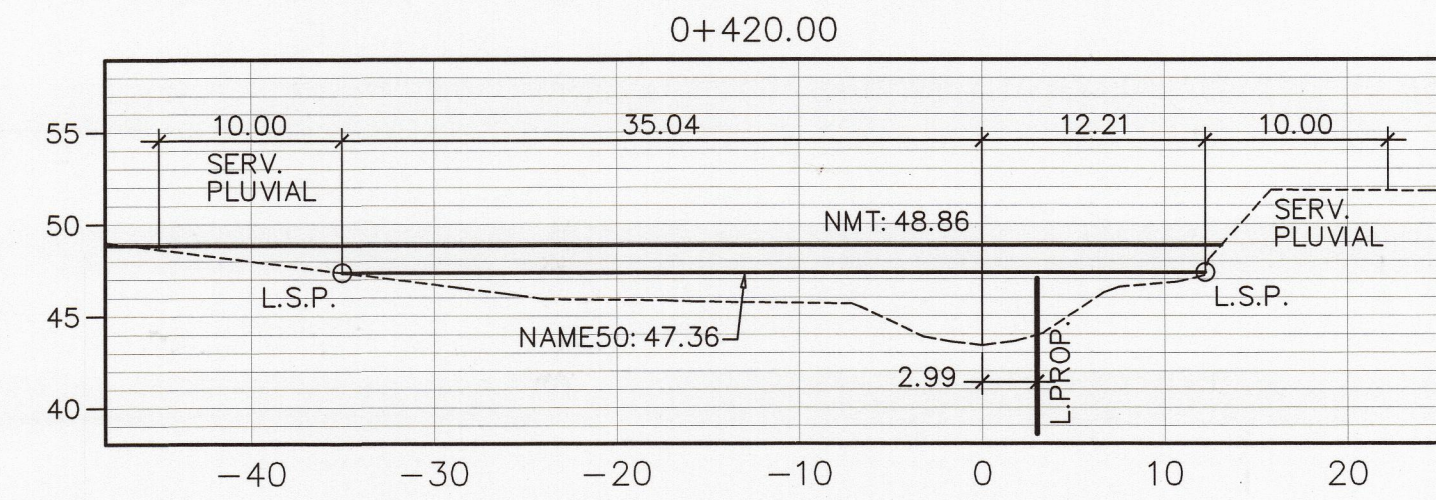 0+420.00
10.00
35.04
12.21
10.00
55
SERV.
PLUVIAL
50
NMT: 48.86
SERV.
PLUVIAL
L.S.P.
L.S.P.
45
NAME50: 47.36
2.99
L.PROP.
40
-40 -30 -20 -10 0 10 20